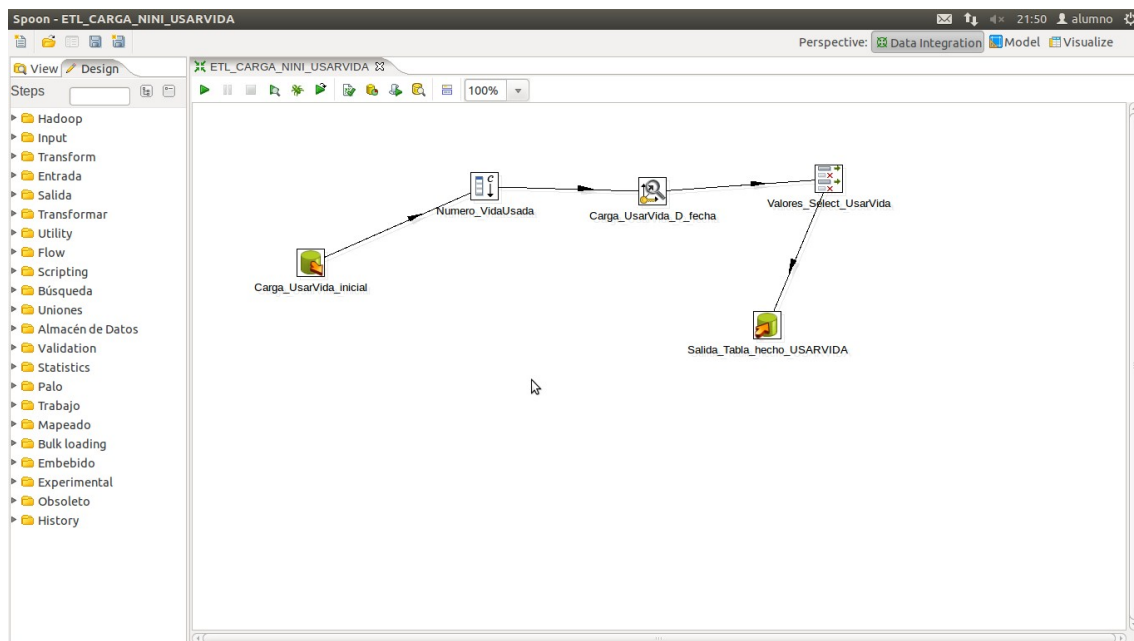 Spoon - ETL_CARGA_NINI_USARVIDA
21:50 alumno
Perspective: Data Integration Model Visualize
View Design
ETL_CARGA_NINI_USARVIDA
Steps
100%
Hadoop
Input
Transform
Entrada
Salida
Transformar
Utility
Flow
Scripting
Búsqueda
Uniones
Almacén de Datos
Validation
Statistics
Palo
Trabajo
Mapeado
Bulk loading
Embebido
Experimental
Obsoleto
History
Numero_VidaUsada
Carga_UsarVida_D_fecha
Valores_Select_UsarVida
Carga_UsarVida_inicial
Salida_Tabla_hecho_USARVIDA